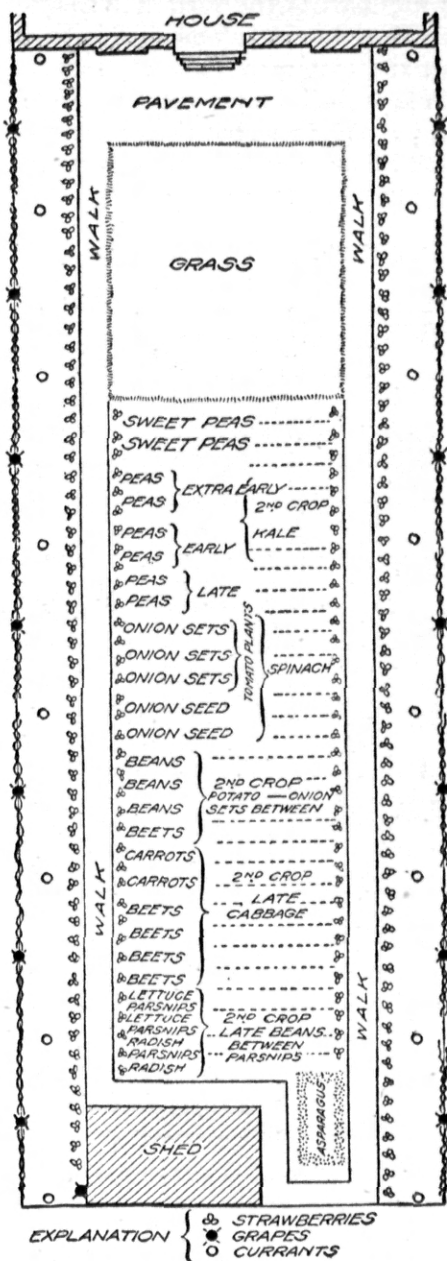 HOUSE
PAVEMENT
WALK
WALK
GRASS
SWEET PEAS
SWEET PEAS
PEAS
PEAS
EXTRA EARLY
2ND CROP
KALE
PEAS
PEAS
EARLY
PEAS
PEAS
LATE
ONION SETS
ONION SETS
ONION SETS
TOMATO PLANTS
SPINACH
ONION SEED
ONION SEED
BEANS
BEANS
BEANS
BEETS
2ND CROP
POTATO — ONION
SETS BETWEEN
CARROTS
CARROTS
BEETS
BEETS
BEETS
BEETS
2ND CROP
LATE
CABBAGE
WALK
WALK
LETTUCE
PARSNIPS
LETTUCE
PARSNIPS
RADISH
PARSNIPS
RADISH
2ND CROP
LATE BEANS
BETWEEN
PARSNIPS
ASPARAGUS
SHED
EXPLANATION
STRAWBERRIES
GRAPES
CURRANTS